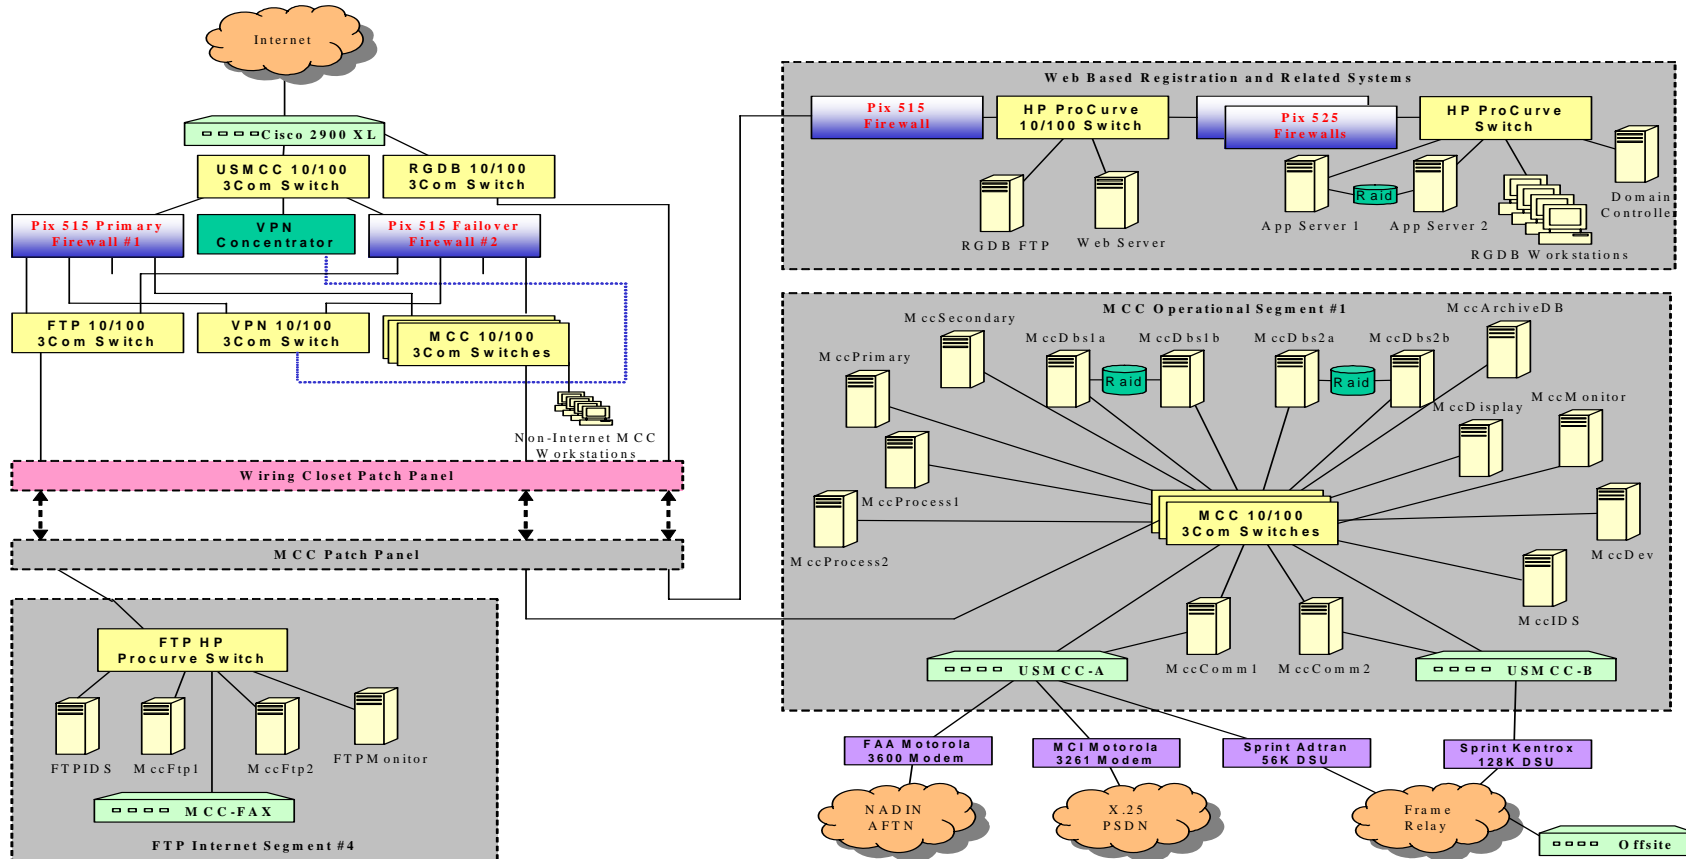 Internet
Cisco 2900 XL
USMCC 10/100
3Com Switch
RGDB 10/100
3Com Switch
Pix 515 Primary
Firewall #1
VPN
Concentrator
Pix 515 Failover
Firewall #2
FTP 10/100
3Com Switch
VPN 10/100
3Com Switch
MCC 10/100
3Com Switches
Non-Internet MCC
Workstations
Wiring Closet Patch Panel
MCC Patch Panel
FTP HP
Procurve Switch
FTPIDS
MccFtp1
MccFtp2
FTPMonitor
MCC-FAX
FTP Internet Segment #4
Web Based Registration and Related Systems
Pix 515
Firewall
HP ProCurve
10/100 Switch
Pix 525
Firewalls
HP ProCurve
Switch
RGDB FTP
Web Server
App Server 1
Raid
App Server 2
RGDB Workstations
Domain
Controlle
MCC Operational Segment #1
MccSecondary
MccDbs1a
MccDbs1b
MccDbs2a
MccDbs2b
MccArchiveDB
MccPrimary
Raid
Raid
MccDisplay
MccMonitor
MccProcess1
MccProcess2
MCC 10/100
3Com Switches
MccDev
MccIDS
MccComm1
MccComm2
USMCC-A
USMCC-B
FAA Motorola
3600 Modem
MCI Motorola
3261 Modem
Sprint Adtran
56K DSU
Sprint Kentrox
128K DSU
NADIN
AFTN
X.25
PSDN
Frame
Relay
Offsite